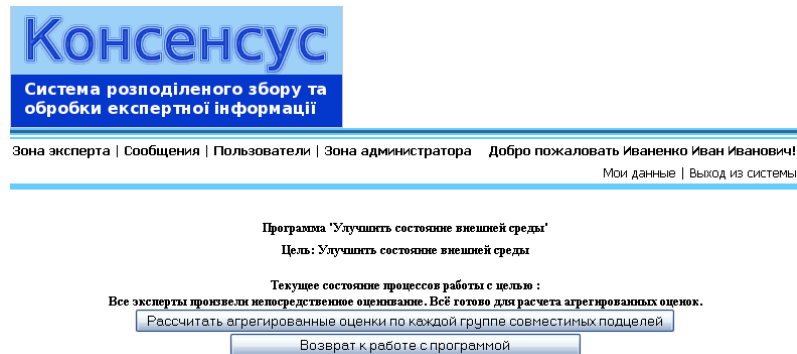 Консенсус
Система розподіленого збору та
обробки експертної інформації
Зона эксперта | Сообщения | Пользователи | Зона администратора Добро пожаловать Иваненко Иван Иванович!
Мои данные | Выход из системы
Программа "Улучшить состояние внешней среды"
Цель: Улучшить состояние внешней среды
Текущее состояние процессов работы с целью :
Все эксперты произвели непосредственное оценивание. Всё готово для расчета агрегированных оценок.
Рассчитать агрегированные оценки по каждой группе совместимых подцелей
Возврат к работе с программой